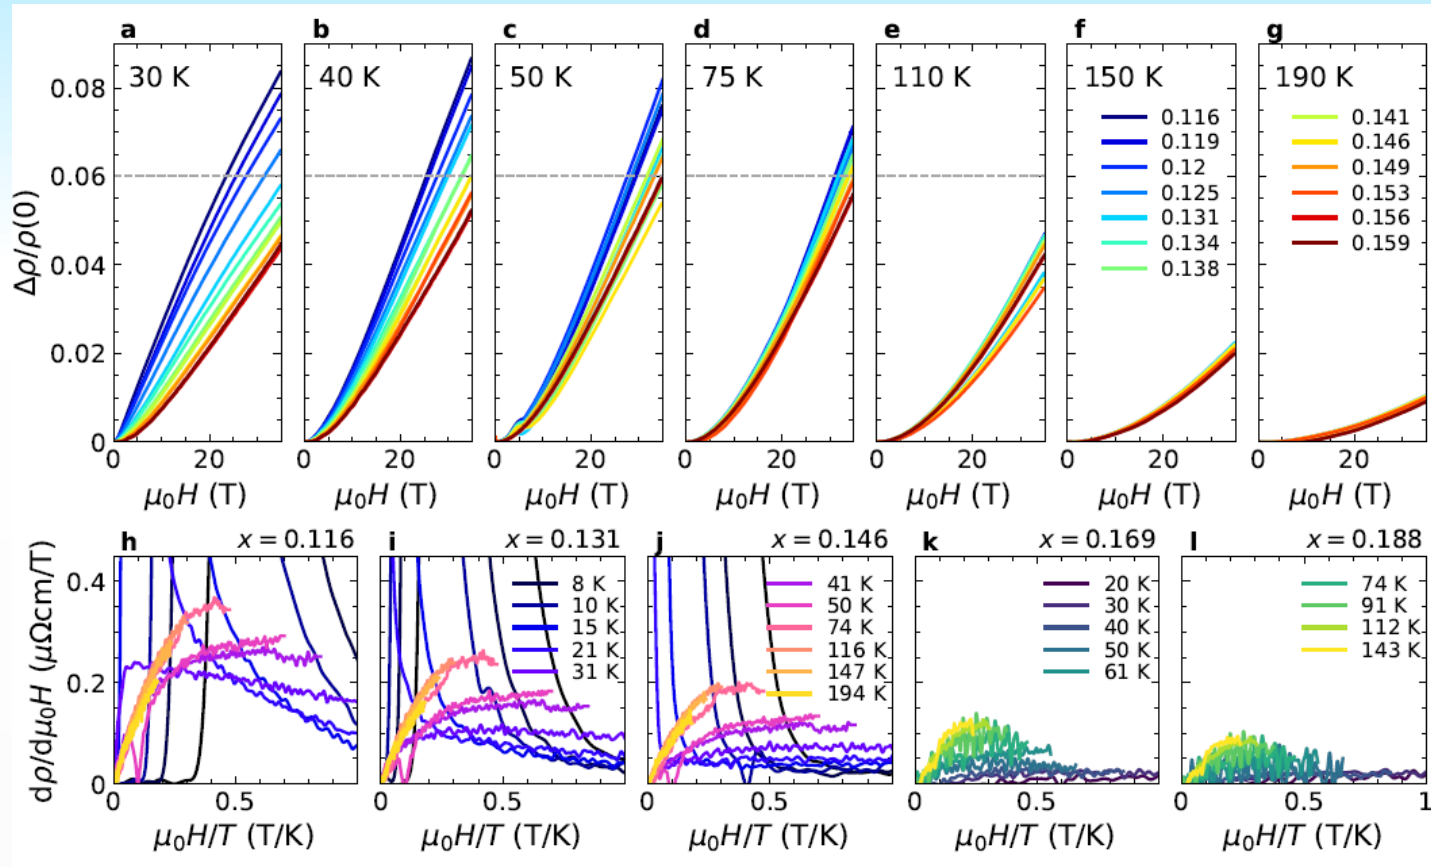 a b c d e f g
30 K 40 K 50 K 75 K 110 K 150 K 190 K
Δρ/ρ(0)
0.08
0.06
0.04
0.02
0
0.116
0.119
0.12
0.125
0.131
0.134
0.138
0.141
0.146
0.149
0.153
0.156
0.159
0 20 0 20 0 20 0 20 0 20 0 20 0 20
μ₀H (T) μ₀H (T) μ₀H (T) μ₀H (T) μ₀H (T) μ₀H (T) μ₀H (T)
h x = 0.116 i x = 0.131 j x = 0.146 k x = 0.169 l x = 0.188
dρ/dμ₀H (μΩcm/T)
0.4
0.2
0
8 K
10 K
15 K
21 K
31 K
41 K
50 K
74 K
116 K
147 K
194 K
20 K
30 K
40 K
50 K
61 K
74 K
91 K
112 K
143 K
0 0.5 0 0.5 0 0.5 0 0.5 0 0.5 1
μ₀H/T (T/K) μ₀H/T (T/K) μ₀H/T (T/K) μ₀H/T (T/K) μ₀H/T (T/K)